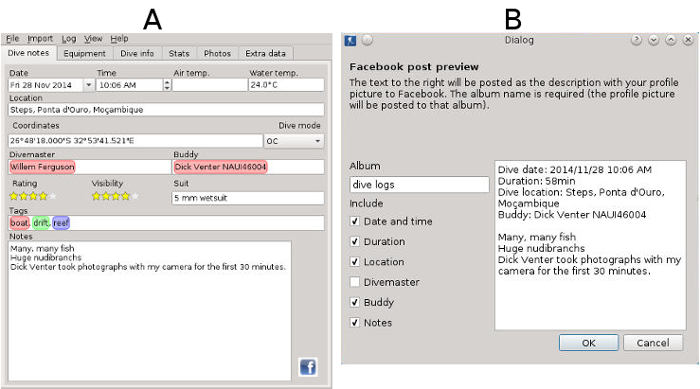 A
B
File Import Log View Help
Dive notes Equipment Dive info Stats Photos Extra data
Date Time Air temp. Water temp.
Fri 28 Nov 2014 10:06 AM 24.0°C
Location
Steps, Ponta d'Ouro, Moçambique
Coordinates Dive mode
26°48'18.000"S 32°53'41.521"E OC
Divemaster Buddy
Willem Ferguson Dick Venter NAUI46004
Rating Visibility Suit
5 mm wetsuit
Tags
boat, drift, reef
Notes
Many, many fish
Huge nudibranchs
Dick Venter took photographs with my camera for the first 30 minutes.
f
Dialog
Facebook post preview
The text to the right will be posted as the description with your profile
picture to Facebook. The album name is required (the profile picture
will be posted to that album).
Album
dive logs
Include
Date and time
Duration
Location
Divemaster
Buddy
Notes
Dive date: 2014/11/28 10:06 AM
Duration: 58min
Dive location: Steps, Ponta d'Ouro,
Moçambique
Buddy: Dick Venter NAUI46004
Many, many fish
Huge nudibranchs
Dick Venter took photographs with my
camera for the first 30 minutes.
OK Cancel